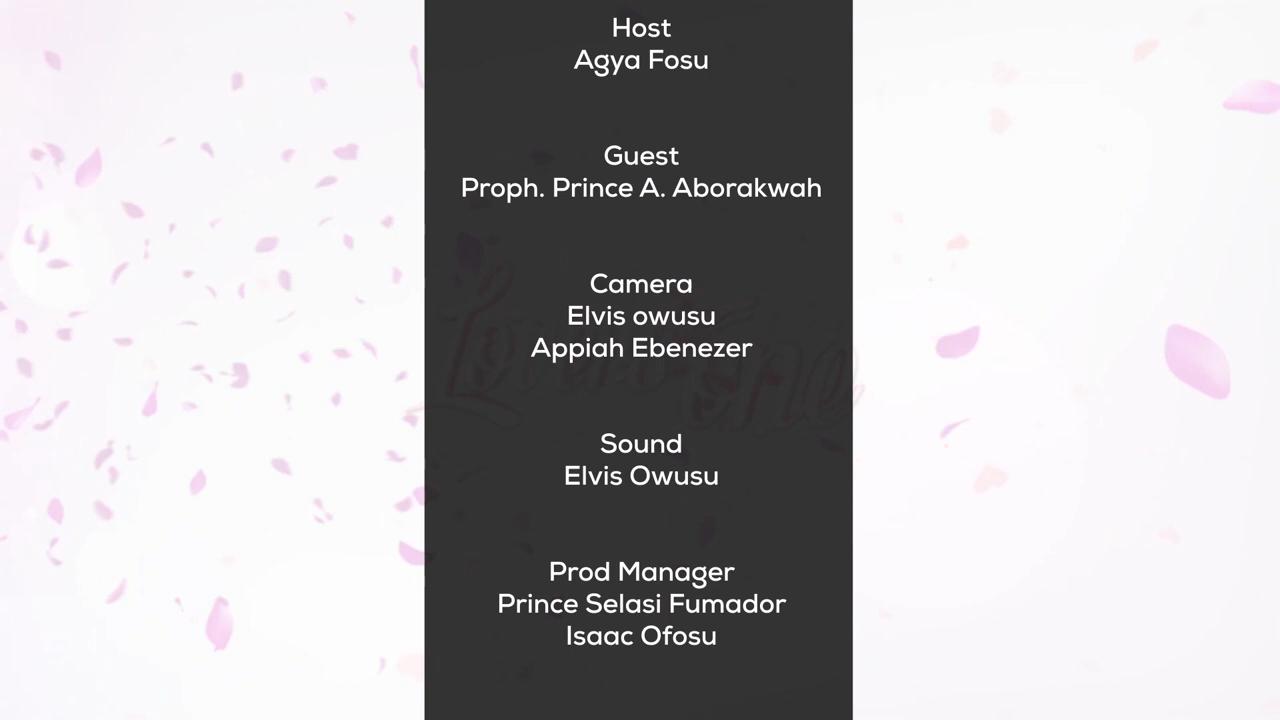 Host
Agya Fosu
Guest
Proph. Prince A. Aborakwah
Camera
Elvis owusu
Appiah Ebenezer
Sound
Elvis Owusu
Prod Manager
Prince Selasi Fumador
Isaac Ofosu